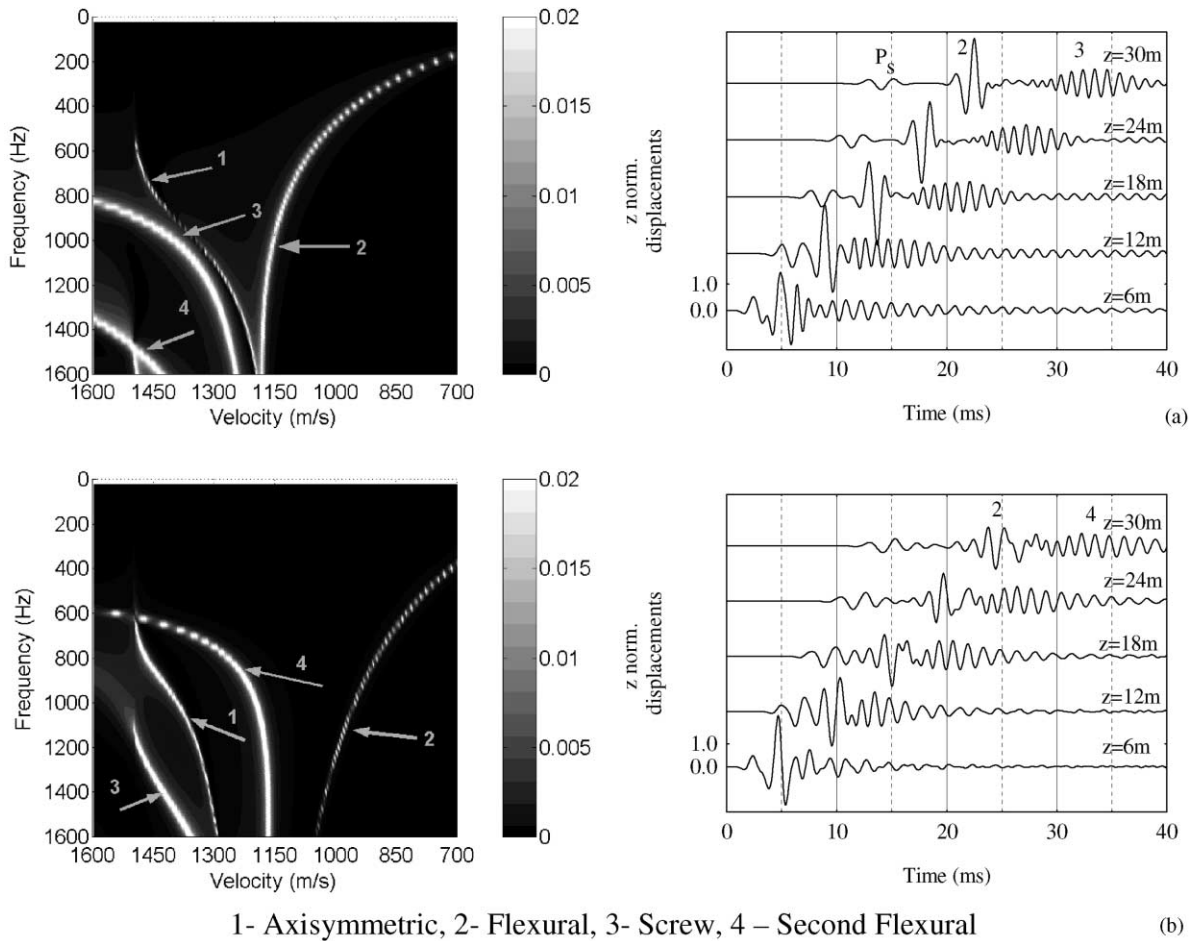 0
200
400
600
800
1000
1200
1400
1600
Frequency (Hz)
1600 1450 1300 1150 1000 850 700
Velocity (m/s)
1
3
2
4
0.02
0.015
0.01
0.005
0
z norm.
displacements
1.0
0.0
Ps
2
3
z=30m
z=24m
z=18m
z=12m
z=6m
0 10 20 30 40
Time (ms)
(a)
0
200
400
600
800
1000
1200
1400
1600
Frequency (Hz)
1600 1450 1300 1150 1000 850 700
Velocity (m/s)
4
1
2
3
0.02
0.015
0.01
0.005
0
z norm.
displacements
1.0
0.0
2
4
z=30m
z=24m
z=18m
z=12m
z=6m
0 10 20 30 40
Time (ms)
1- Axisymmetric, 2- Flexural, 3- Screw, 4 – Second Flexural
(b)